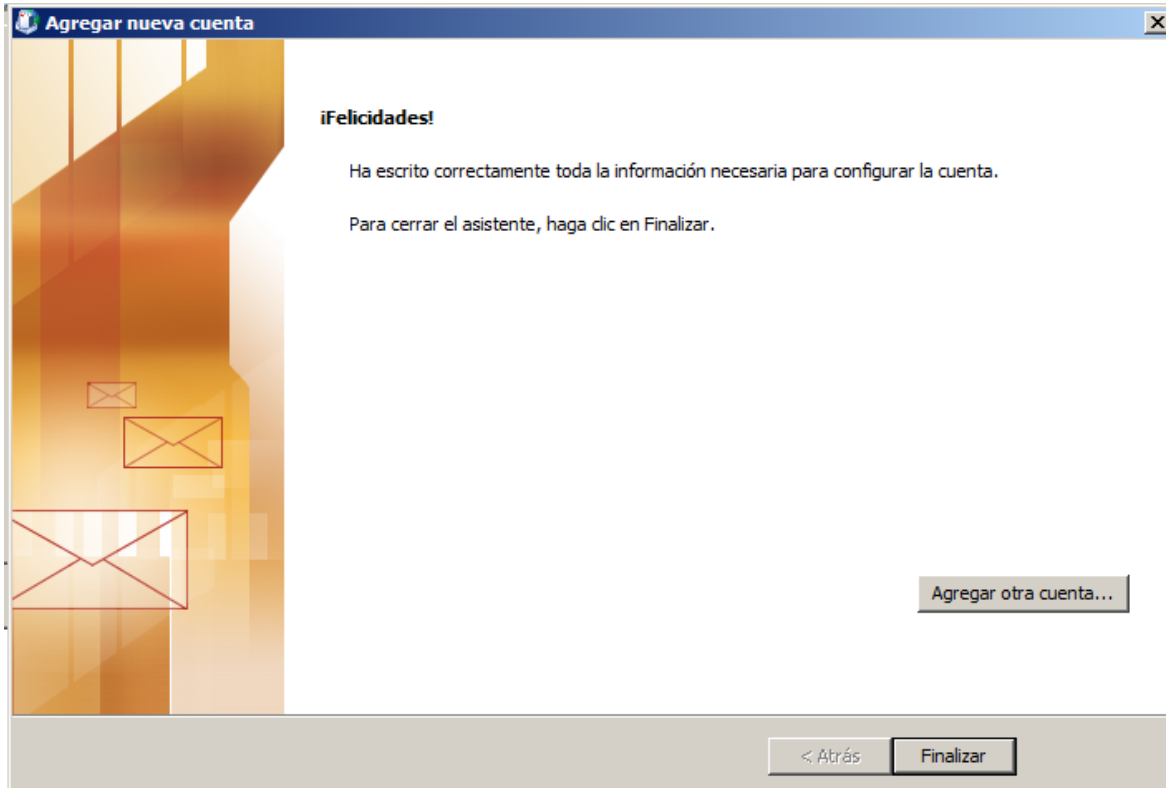 Agregar nueva cuenta
¡Felicidades!
Ha escrito correctamente toda la información necesaria para configurar la cuenta.
Para cerrar el asistente, haga clic en Finalizar.
Agregar otra cuenta...
< Atrás
Finalizar